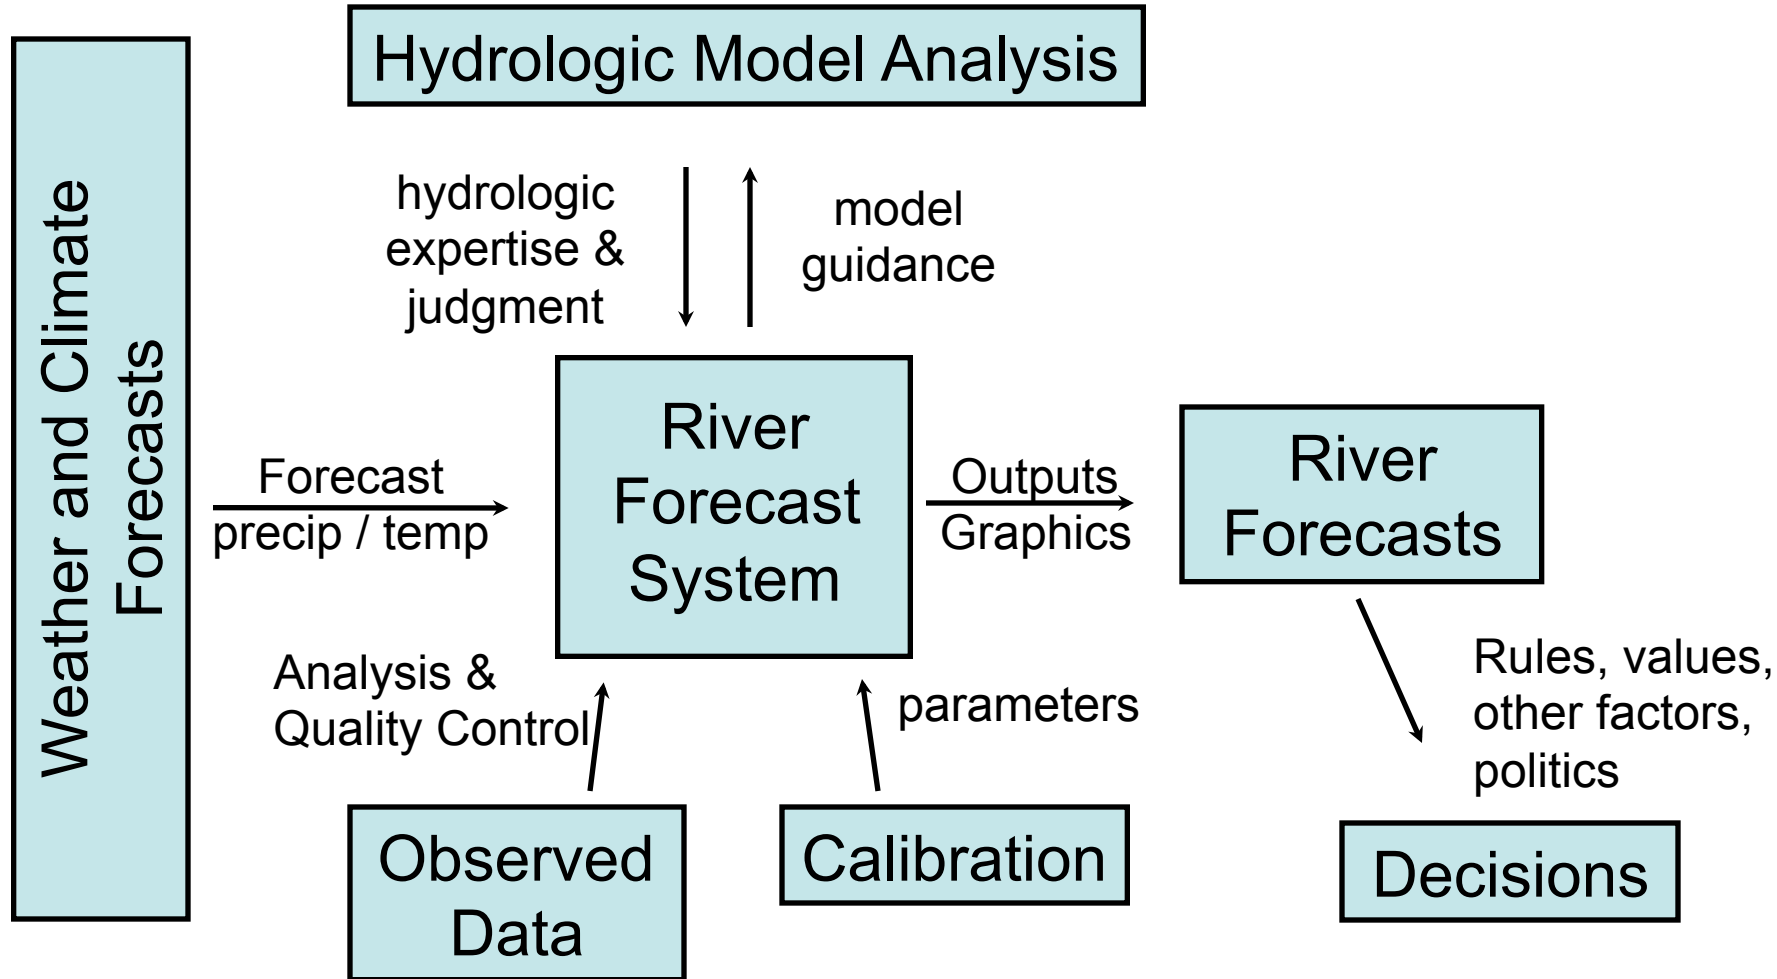 Hydrologic Model Analysis
Weather and Climate
Forecasts
hydrologic
expertise &
judgment
model
guidance
Forecast
precip / temp
River
Forecast
System
Outputs
Graphics
River
Forecasts
Analysis &
Quality Control
parameters
Rules, values,
other factors,
politics
Observed
Data
Calibration
Decisions